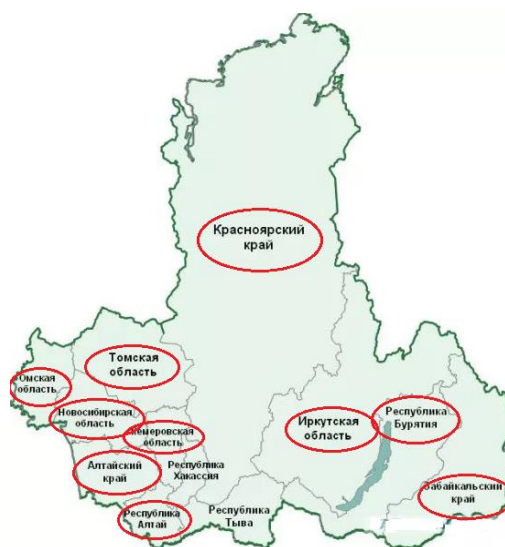 Красноярский
край
Томская
область
Омская
область
Новосибирская
область
Кемеровская
область
Алтайский
край
Республика
Хакассия
Республика
Алтай
Республика
Тыва
Иркутская
область
Республика
Бурятия
Забайкальский
край